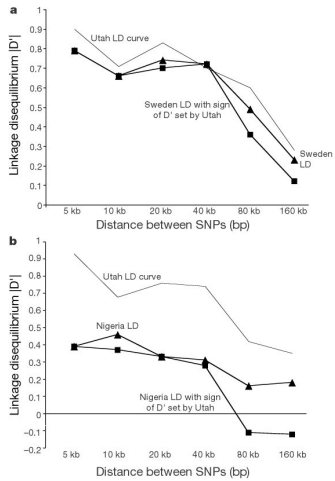 a
Linkage disequilibrium |D'|
1
0.9
0.8
0.7
0.6
0.5
0.4
0.3
0.2
0.1
0
Utah LD curve
Sweden LD with sign
of D' set by Utah
Sweden
LD
5 kb 10 kb 20 kb 40 kb 80 kb 160 kb
Distance between SNPs (bp)
b
Linkage disequilibrium |D'|
1
0.9
0.8
0.7
0.6
0.5
0.4
0.3
0.2
0.1
0
−0.1
−0.2
Utah LD curve
Nigeria LD
Nigeria LD with sign
of D' set by Utah
5 kb 10 kb 20 kb 40 kb 80 kb 160 kb
Distance between SNPs (bp)